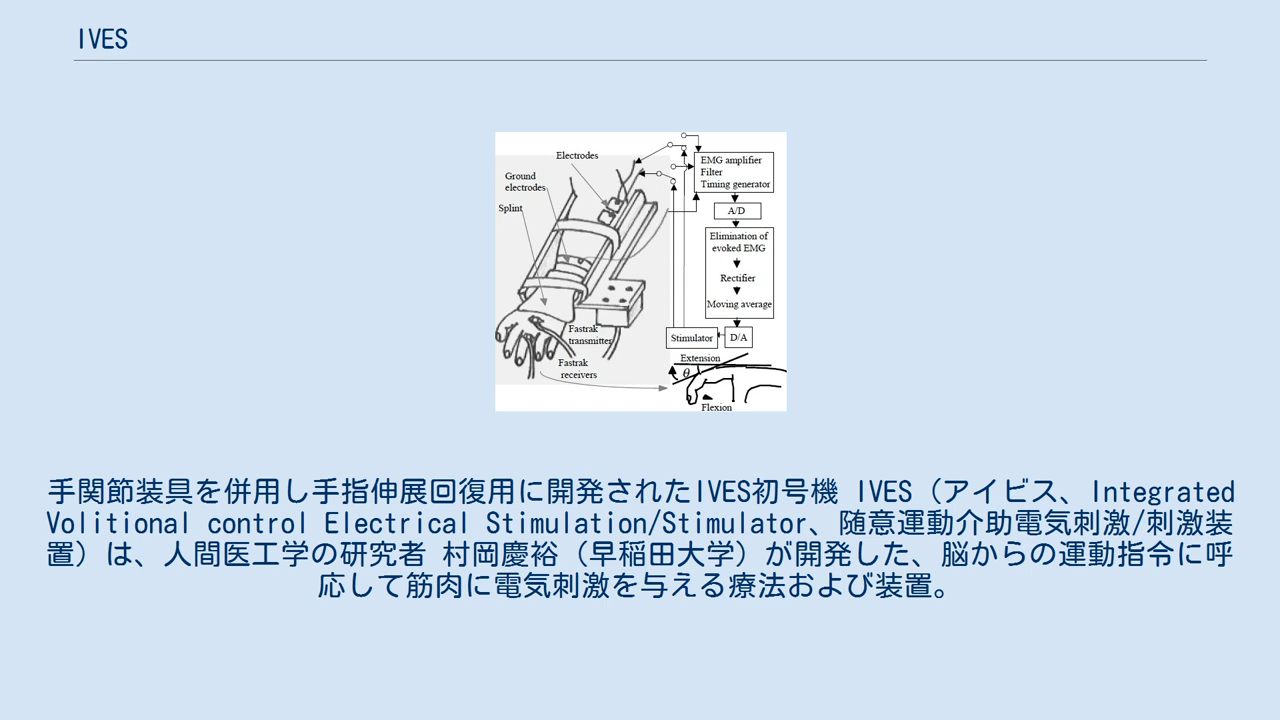 IVES
Electrodes
Ground
electrodes
Splint
Fastrak
transmitter
Fastrak
receivers
EMG amplifier
Filter
Timing generator
A/D
Elimination of
evoked EMG
Rectifier
Moving average
Stimulator
D/A
Extension
θ
Flexion
手関節装具を併用し手指伸展回復用に開発されたIVES初号機 IVES（アイビス、Integrated
Volitional control Electrical Stimulation/Stimulator、随意運動介助電気刺激/刺激装
置）は、人間医工学の研究者 村岡慶裕（早稲田大学）が開発した、脳からの運動指令に呼
応して筋肉に電気刺激を与える療法および装置。